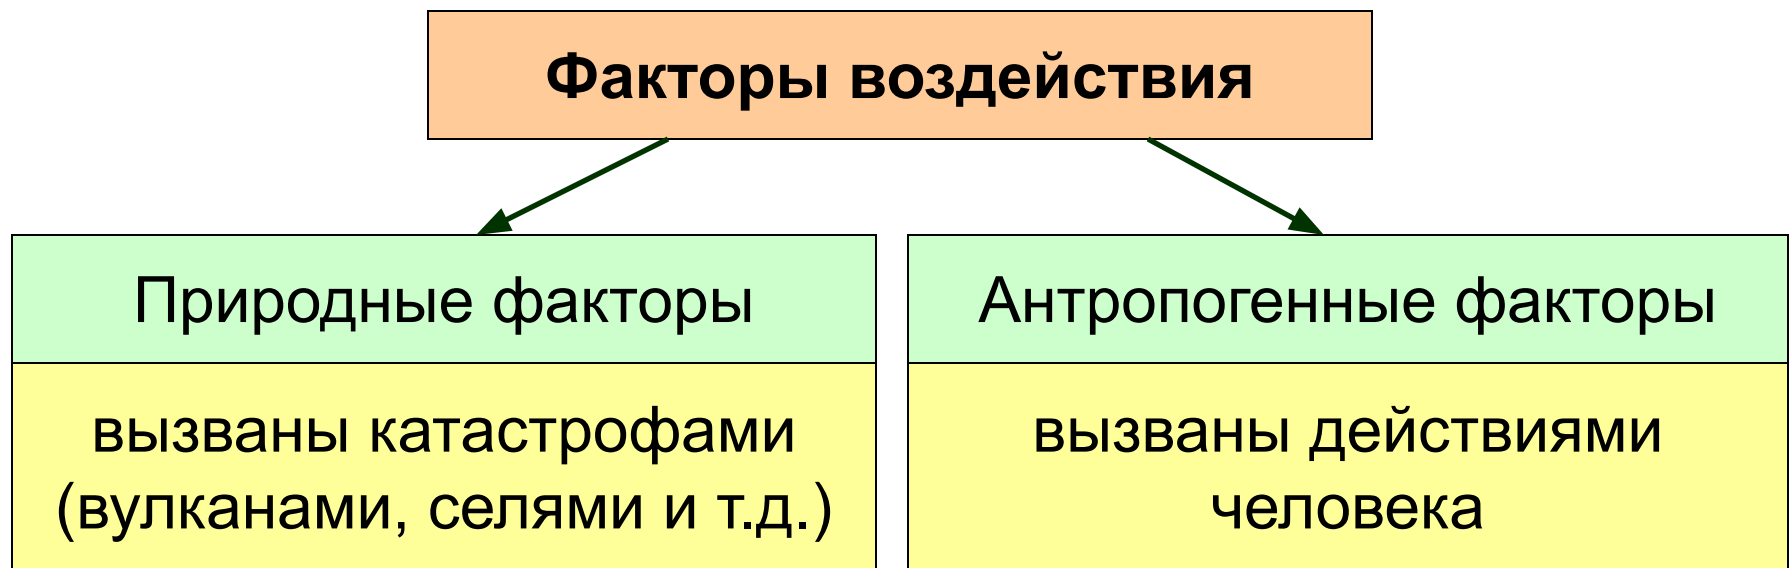 Факторы воздействия
Природные факторы
вызваны катастрофами
(вулканами, селями и т.д.)
Антропогенные факторы
вызваны действиями
человека